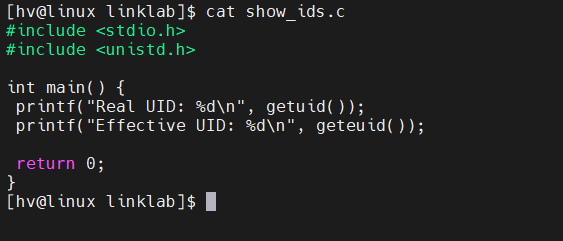 [hv@linux linklab]$ cat show_ids.c
#include <stdio.h>
#include <unistd.h>

int main() {
 printf("Real UID: %d\n", getuid());
 printf("Effective UID: %d\n", geteuid());

 return 0;
}
[hv@linux linklab]$